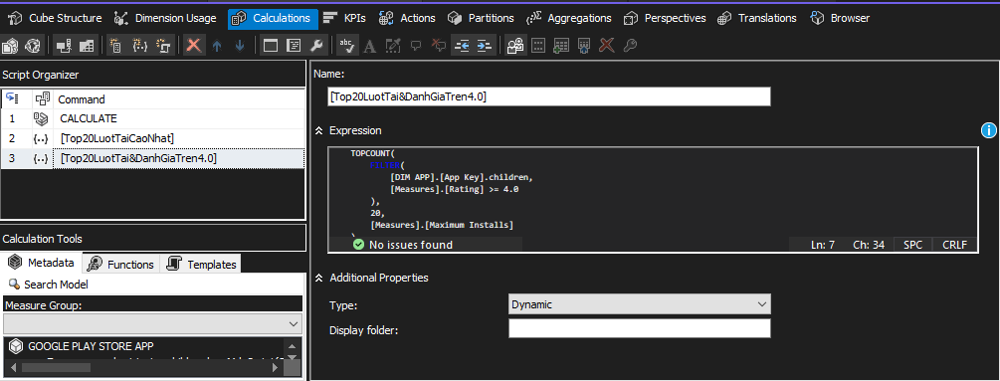 Cube Structure Dimension Usage Calculations KPIs Actions Partitions Aggregations Perspectives Translations Browser
Script Organizer
Command
1 CALCULATE
2 [Top20LuotTaiCaoNhat]
3 [Top20LuotTai&DanhGiaTren4.0]
Calculation Tools
Metadata Functions Templates
Search Model
Measure Group:
GOOGLE PLAY STORE APP
Name:
[Top20LuotTai&DanhGiaTren4.0]
Expression
TOPCOUNT(
FILTER(
[DIM APP].[App Key].children,
[Measures].[Rating] >= 4.0
),
20,
[Measures].[Maximum Installs]
)
No issues found
Ln: 7 Ch: 34 SPC CRLF
Additional Properties
Type: Dynamic
Display folder: